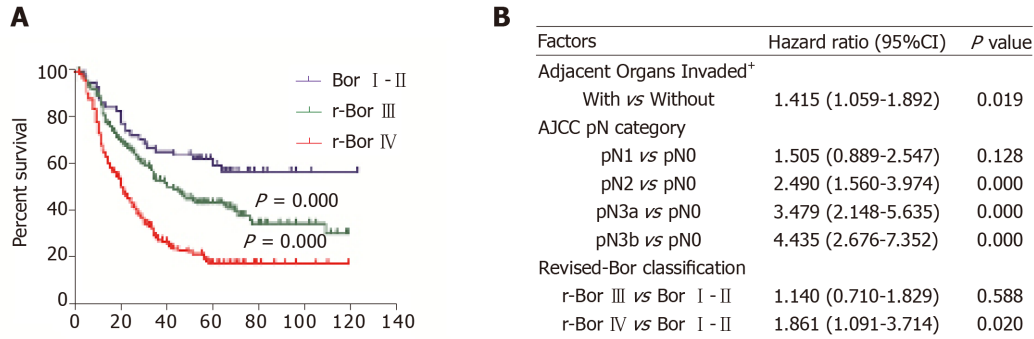 A
Percent survival
100
80
60
40
20
0
0 20 40 60 80 100 120 140
Bor Ⅰ-Ⅱ
r-Bor Ⅲ
r-Bor Ⅳ
P = 0.000
P = 0.000
B
Factors Hazard ratio (95%CI) P value
Adjacent Organs Invaded+
With vs Without 1.415 (1.059-1.892) 0.019
AJCC pN category
pN1 vs pN0 1.505 (0.889-2.547) 0.128
pN2 vs pN0 2.490 (1.560-3.974) 0.000
pN3a vs pN0 3.479 (2.148-5.635) 0.000
pN3b vs pN0 4.435 (2.676-7.352) 0.000
Revised-Bor classification
r-Bor Ⅲ vs Bor Ⅰ-Ⅱ 1.140 (0.710-1.829) 0.588
r-Bor Ⅳ vs Bor Ⅰ-Ⅱ 1.861 (1.091-3.714) 0.020